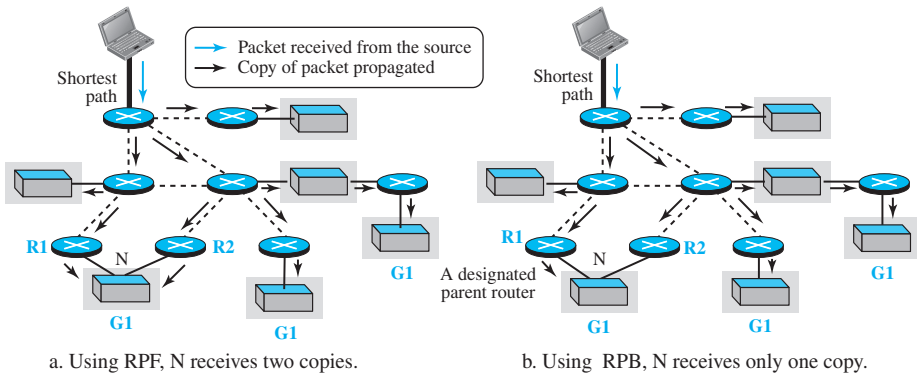 Packet received from the source
Copy of packet propagated
Shortest
path
R1
N
R2
G1
G1
G1
a. Using RPF, N receives two copies.
Shortest
path
R1
N
R2
A designated
parent router
G1
G1
G1
b. Using RPB, N receives only one copy.